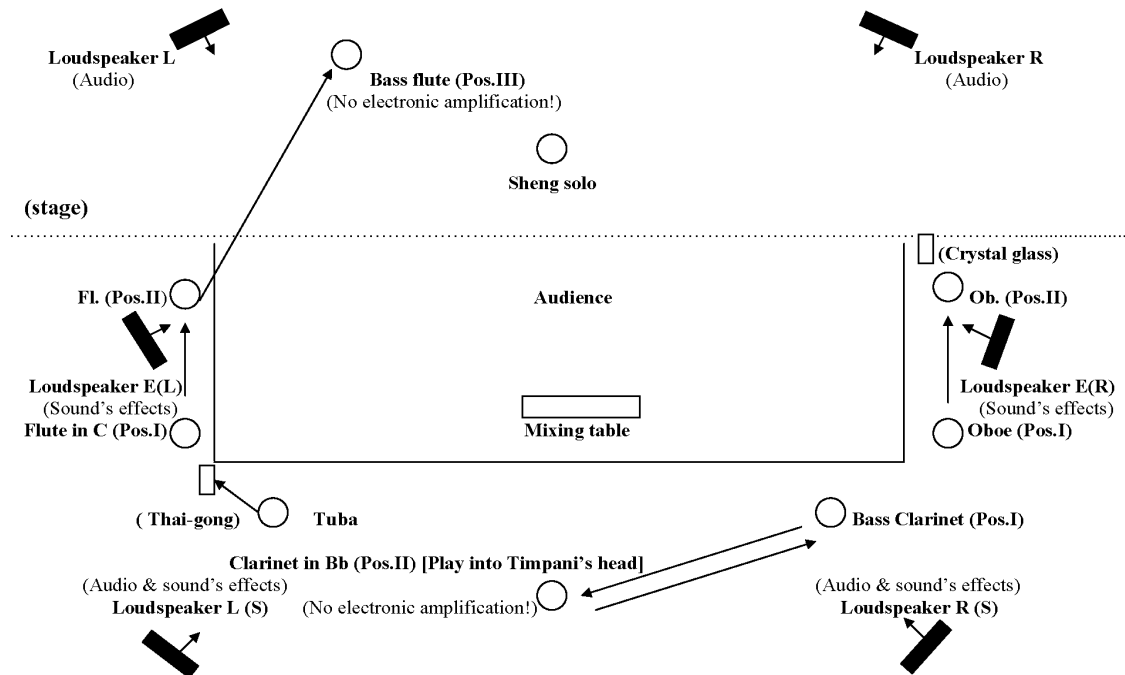 Loudspeaker L
(Audio)
Loudspeaker R
(Audio)
Bass flute (Pos.III)
(No electronic amplification!)
Sheng solo
(stage)
(Crystal glass)
Fl. (Pos.II)
Audience
Ob. (Pos.II)
Loudspeaker E(L)
(Sound's effects)
Flute in C (Pos.I)
Mixing table
Loudspeaker E(R)
(Sound's effects)
Oboe (Pos.I)
( Thai-gong)
Tuba
Bass Clarinet (Pos.I)
Clarinet in Bb (Pos.II) [Play into Timpani's head]
(No electronic amplification!)
(Audio & sound's effects)
Loudspeaker L (S)
(Audio & sound's effects)
Loudspeaker R (S)